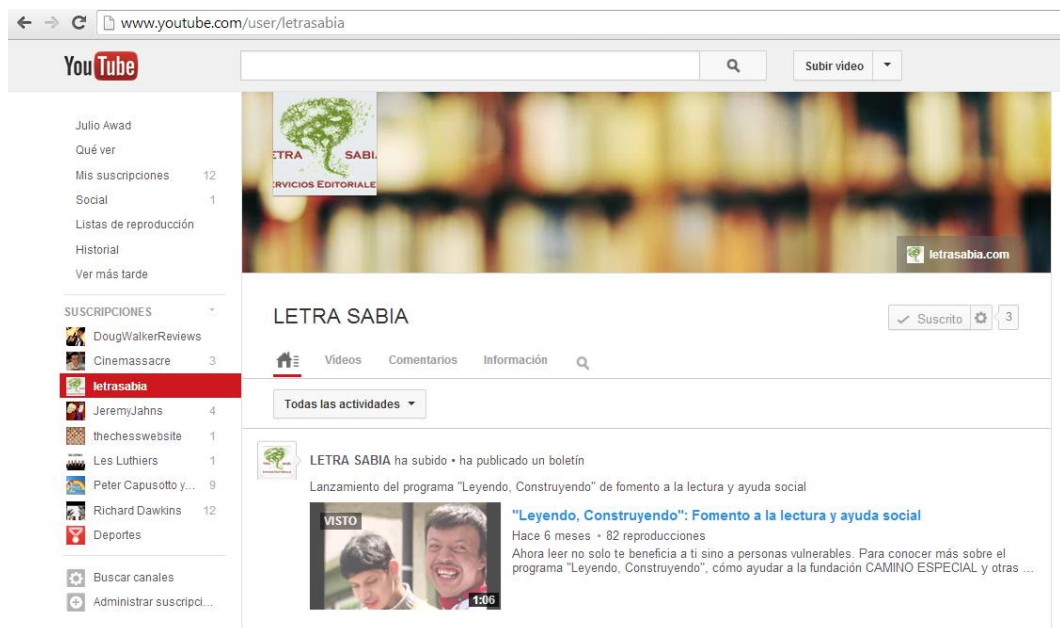 www.youtube.com/user/letrasabia
YouTube
Subir vídeo
Julio Awad
Qué ver
Mis suscripciones 12
Social 1
Listas de reproducción
Historial
Ver más tarde
SUSCRIPCIONES
DougWalkerReviews
Cinemassacre 3
letrasabia
JeremyJahns 4
thechesswebsite 1
Les Luthiers 1
Peter Capusotto y... 9
Richard Dawkins 12
Deportes
Buscar canales
Administrar suscripci...
ETRA SABI
ERVICIOS EDITORIALE
letrasabia.com
LETRA SABIA
Suscrito 3
Vídeos Comentarios Información
Todas las actividades
LETRA SABIA ha subido • ha publicado un boletín
Lanzamiento del programa "Leyendo, Construyendo" de fomento a la lectura y ayuda social
VISTO
1:06
"Leyendo, Construyendo": Fomento a la lectura y ayuda social
Hace 6 meses • 82 reproducciones
Ahora leer no solo te beneficia a ti sino a personas vulnerables. Para conocer más sobre el
programa "Leyendo, Construyendo", cómo ayudar a la fundación CAMINO ESPECIAL y otras ...